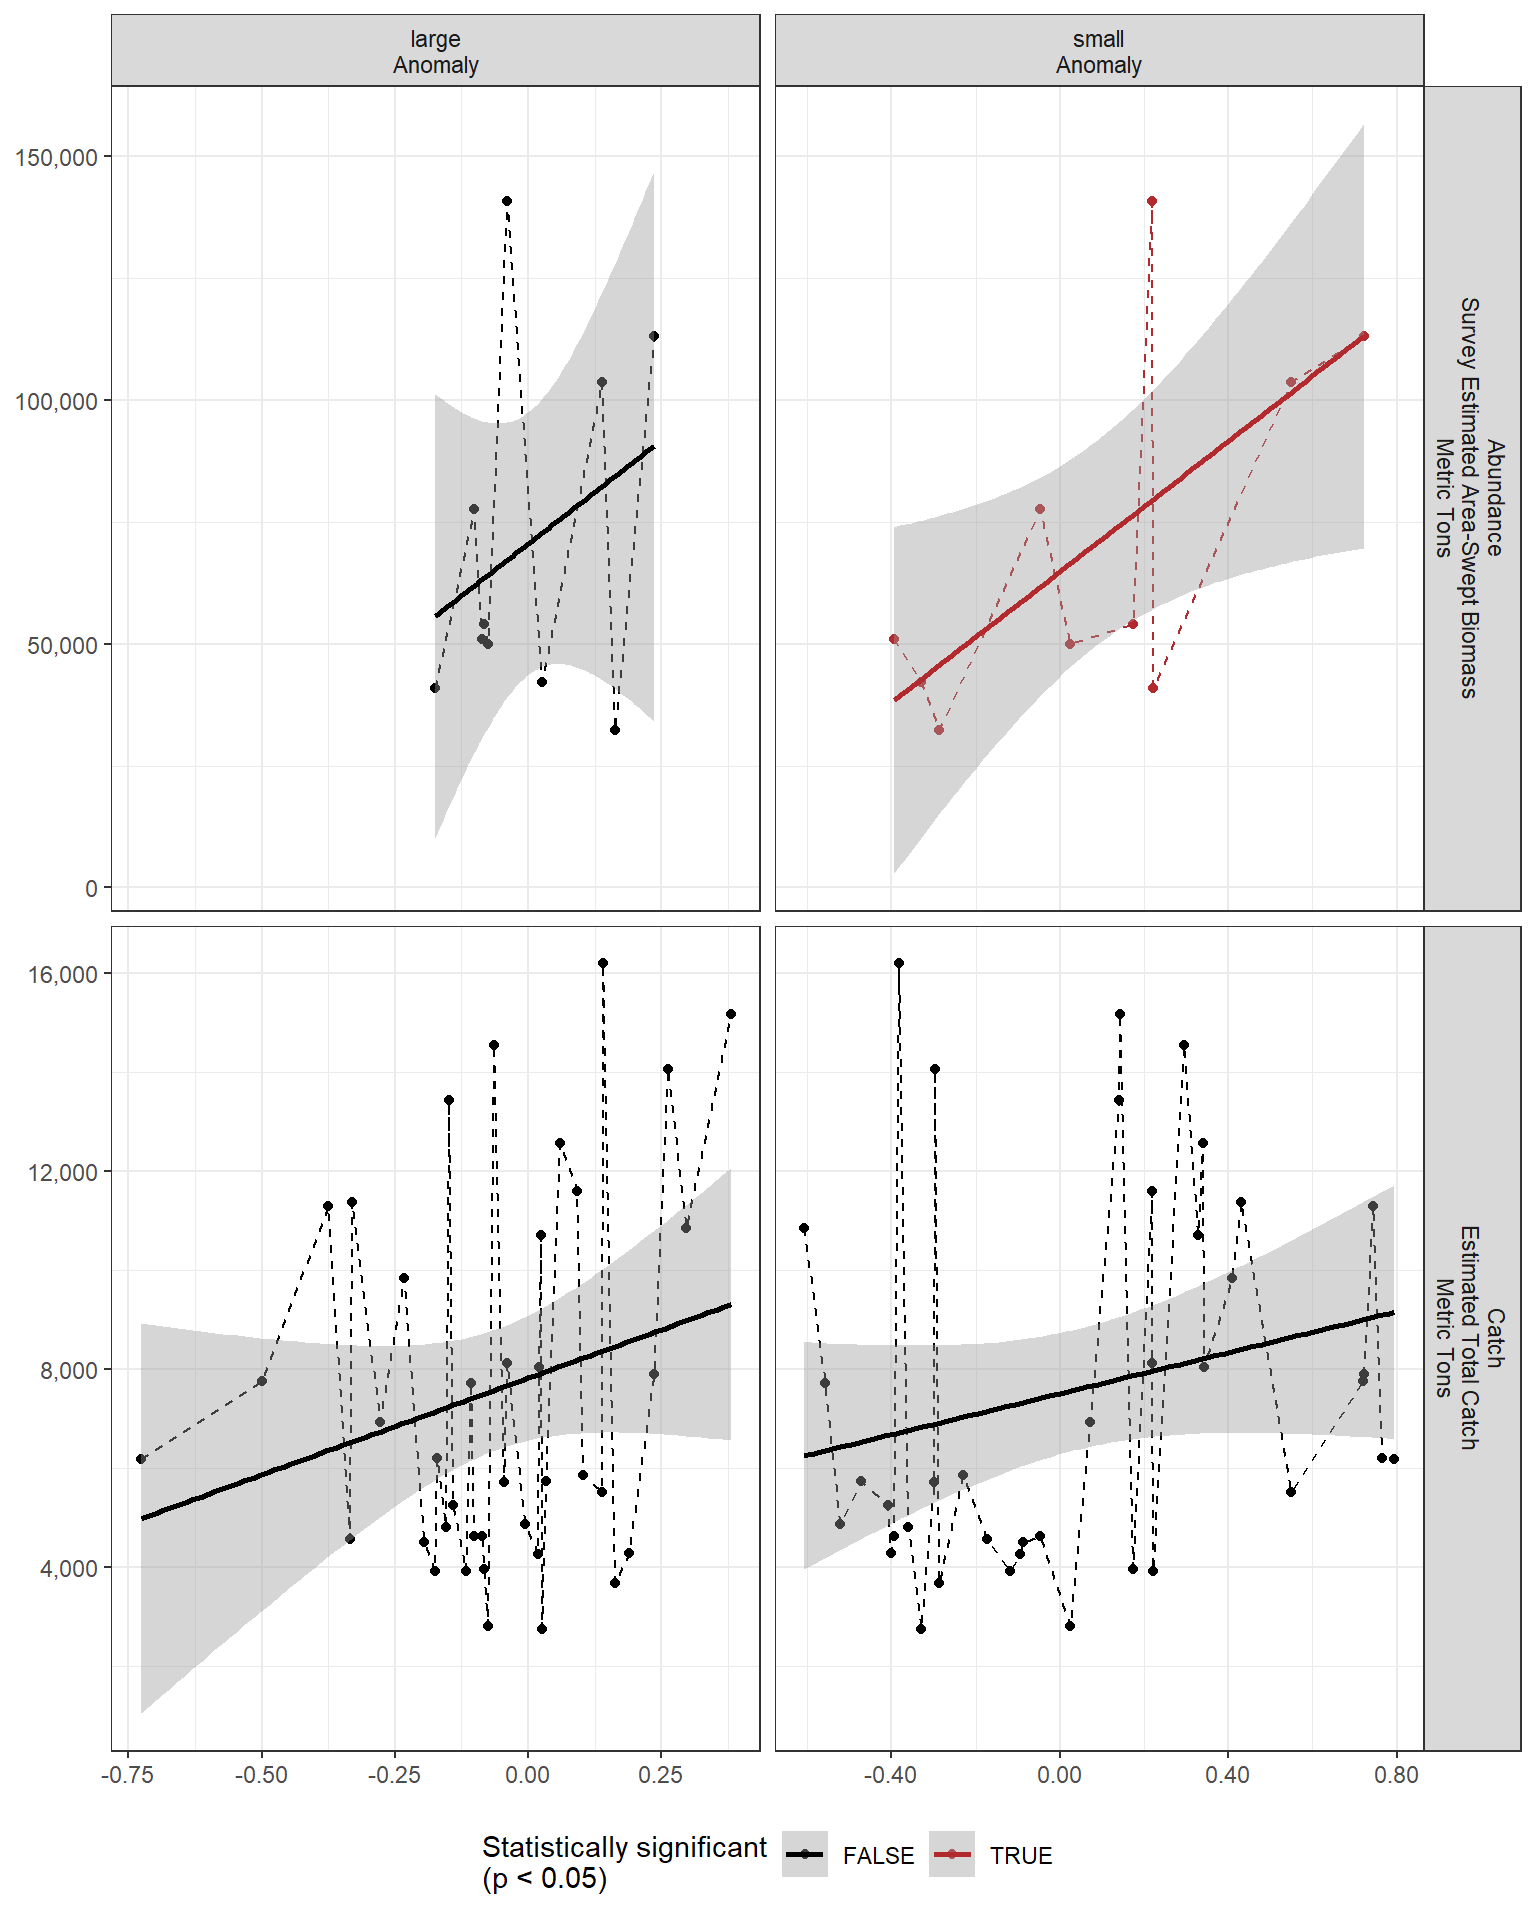 large
Anomaly
small
Anomaly
150,000
100,000
50,000
0
Abundance
Survey Estimated Area-Swept Biomass
Metric Tons
16,000
12,000
8,000
4,000
Catch
Estimated Total Catch
Metric Tons
-0.75
-0.50
-0.25
0.00
0.25
-0.40
0.00
0.40
0.80
Statistically significant
(p < 0.05)
FALSE
TRUE